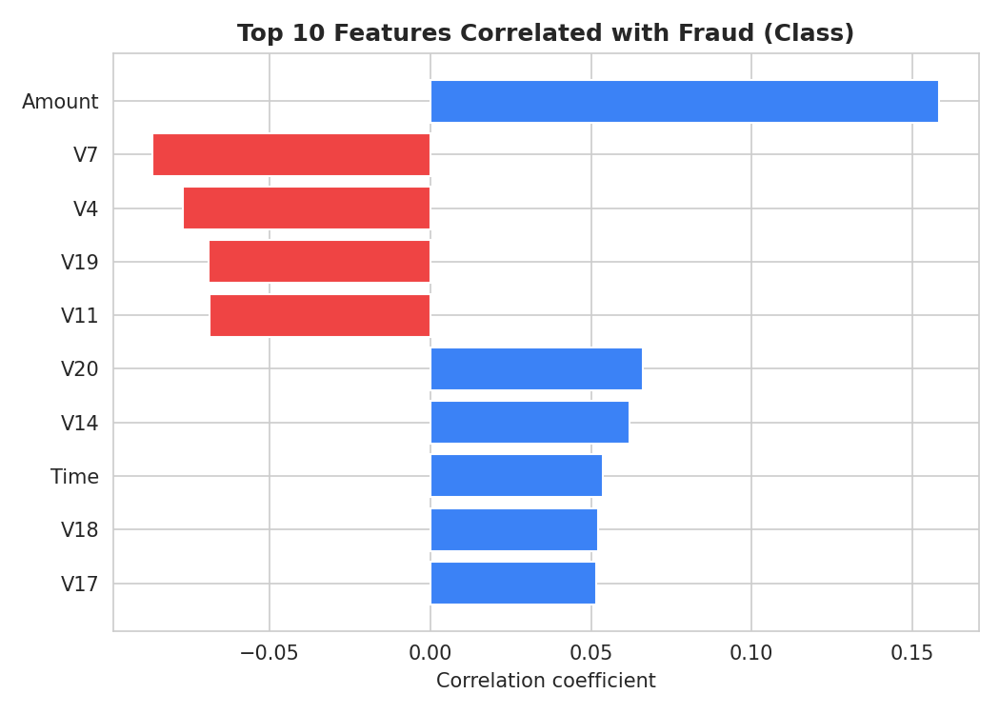 Top 10 Features Correlated with Fraud (Class)
Amount
V7
V4
V19
V11
V20
V14
Time
V18
V17
−0.05 0.00 0.05 0.10 0.15
Correlation coefficient